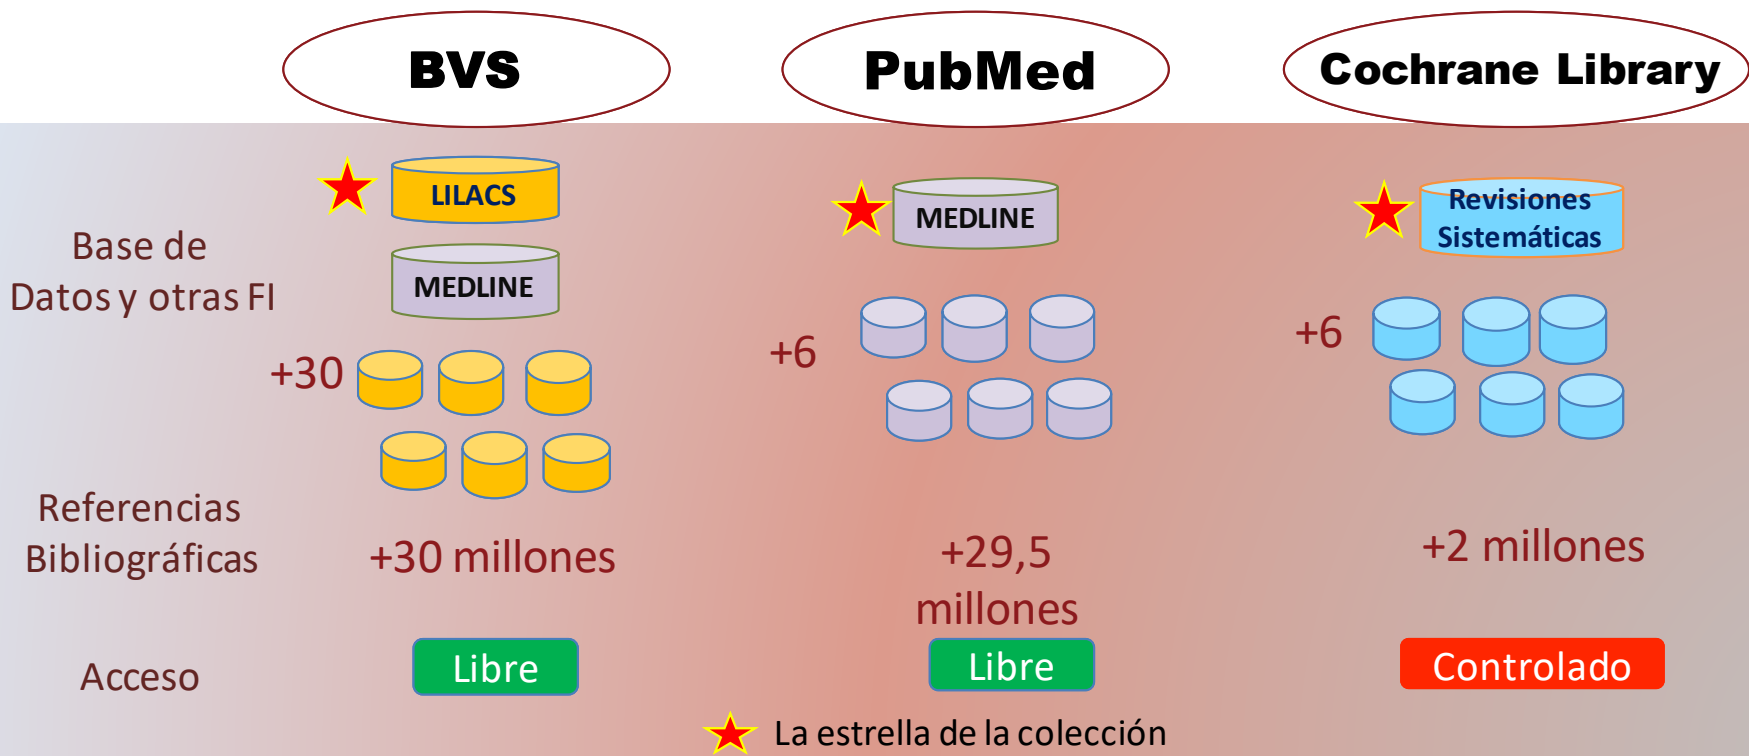 BVS
PubMed
Cochrane Library
Base de
Datos y otras FI
LILACS
MEDLINE
+30
MEDLINE
+6
Revisiones
Sistemáticas
+6
Referencias
Bibliográficas
+30 millones
+29,5
millones
+2 millones
Acceso
Libre
Libre
Controlado
La estrella de la colección